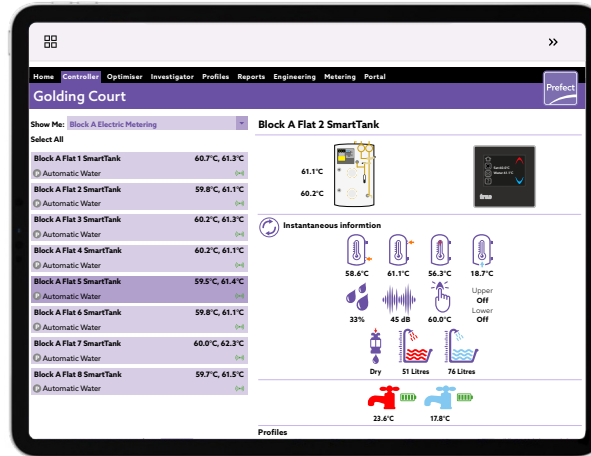 Home Controller Optimiser Investigator Profiles Reports Engineering Metering Portal
Golding Court
Prefect
Show Me: Block A Electric Metering
Select All
Block A Flat 1 SmartTank 60.7°C, 61.3°C
P Automatic Water
Block A Flat 2 SmartTank 59.8°C, 61.1°C
P Automatic Water
Block A Flat 3 SmartTank 60.2°C, 61.3°C
P Automatic Water
Block A Flat 4 SmartTank 60.2°C, 61.1°C
P Automatic Water
Block A Flat 5 SmartTank 59.5°C, 61.4°C
P Automatic Water
Block A Flat 6 SmartTank 59.8°C, 61.1°C
P Automatic Water
Block A Flat 7 SmartTank 60.0°C, 62.3°C
P Automatic Water
Block A Flat 8 SmartTank 59.7°C, 61.5°C
P Automatic Water
Block A Flat 2 SmartTank
61.1°C
60.2°C
Instantaneous informtion
58.6°C 61.1°C 56.3°C 18.7°C
33% 45 dB 60.0°C
Upper
Off
Lower
Off
Dry 51 Litres 76 Litres
23.6°C 17.8°C
Profiles